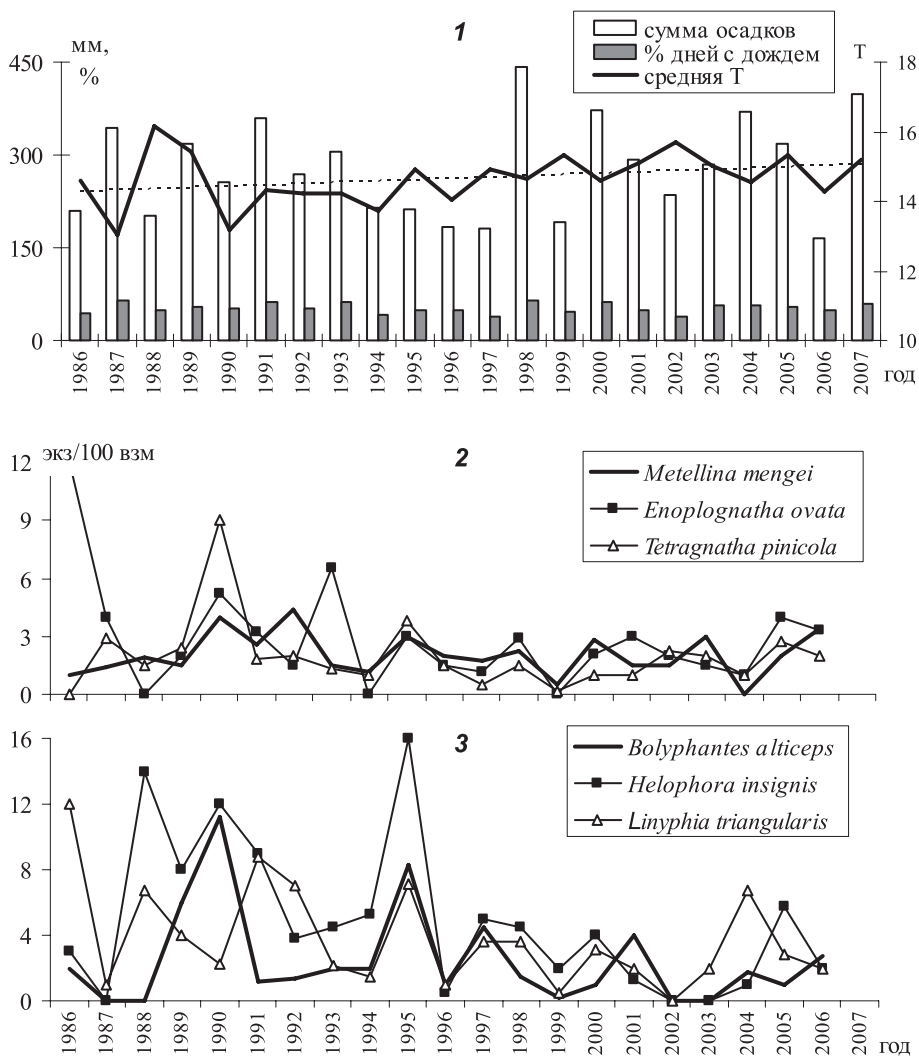 1
мм,
%
сумма осадков
% дней с дождем
средняя Т
Т
450
300
150
0
18
16
14
12
10
1986 1987 1988 1989 1990 1991 1992 1993 1994 1995 1996 1997 1998 1999 2000 2001 2002 2003 2004 2005 2006 2007
год
экз/100 взм
2
Metellina mengei
Enoplognatha ovata
Tetragnatha pinicola
12
9
6
3
0
3
Bolyphantes alticeps
Helophora insignis
Linyphia triangularis
16
12
8
4
0
1986 1987 1988 1989 1990 1991 1992 1993 1994 1995 1996 1997 1998 1999 2000 2001 2002 2003 2004 2005 2006 2007
год